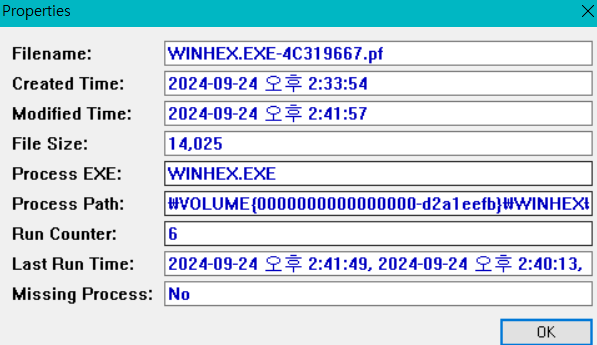 Properties
Filename: WINHEX.EXE-4C319667.pf
Created Time: 2024-09-24 오후 2:33:54
Modified Time: 2024-09-24 오후 2:41:57
File Size: 14,025
Process EXE: WINHEX.EXE
Process Path: ₩VOLUME{0000000000000000-d2a1eefb}₩WINHEX₩
Run Counter: 6
Last Run Time: 2024-09-24 오후 2:41:49, 2024-09-24 오후 2:40:13,
Missing Process: No
OK